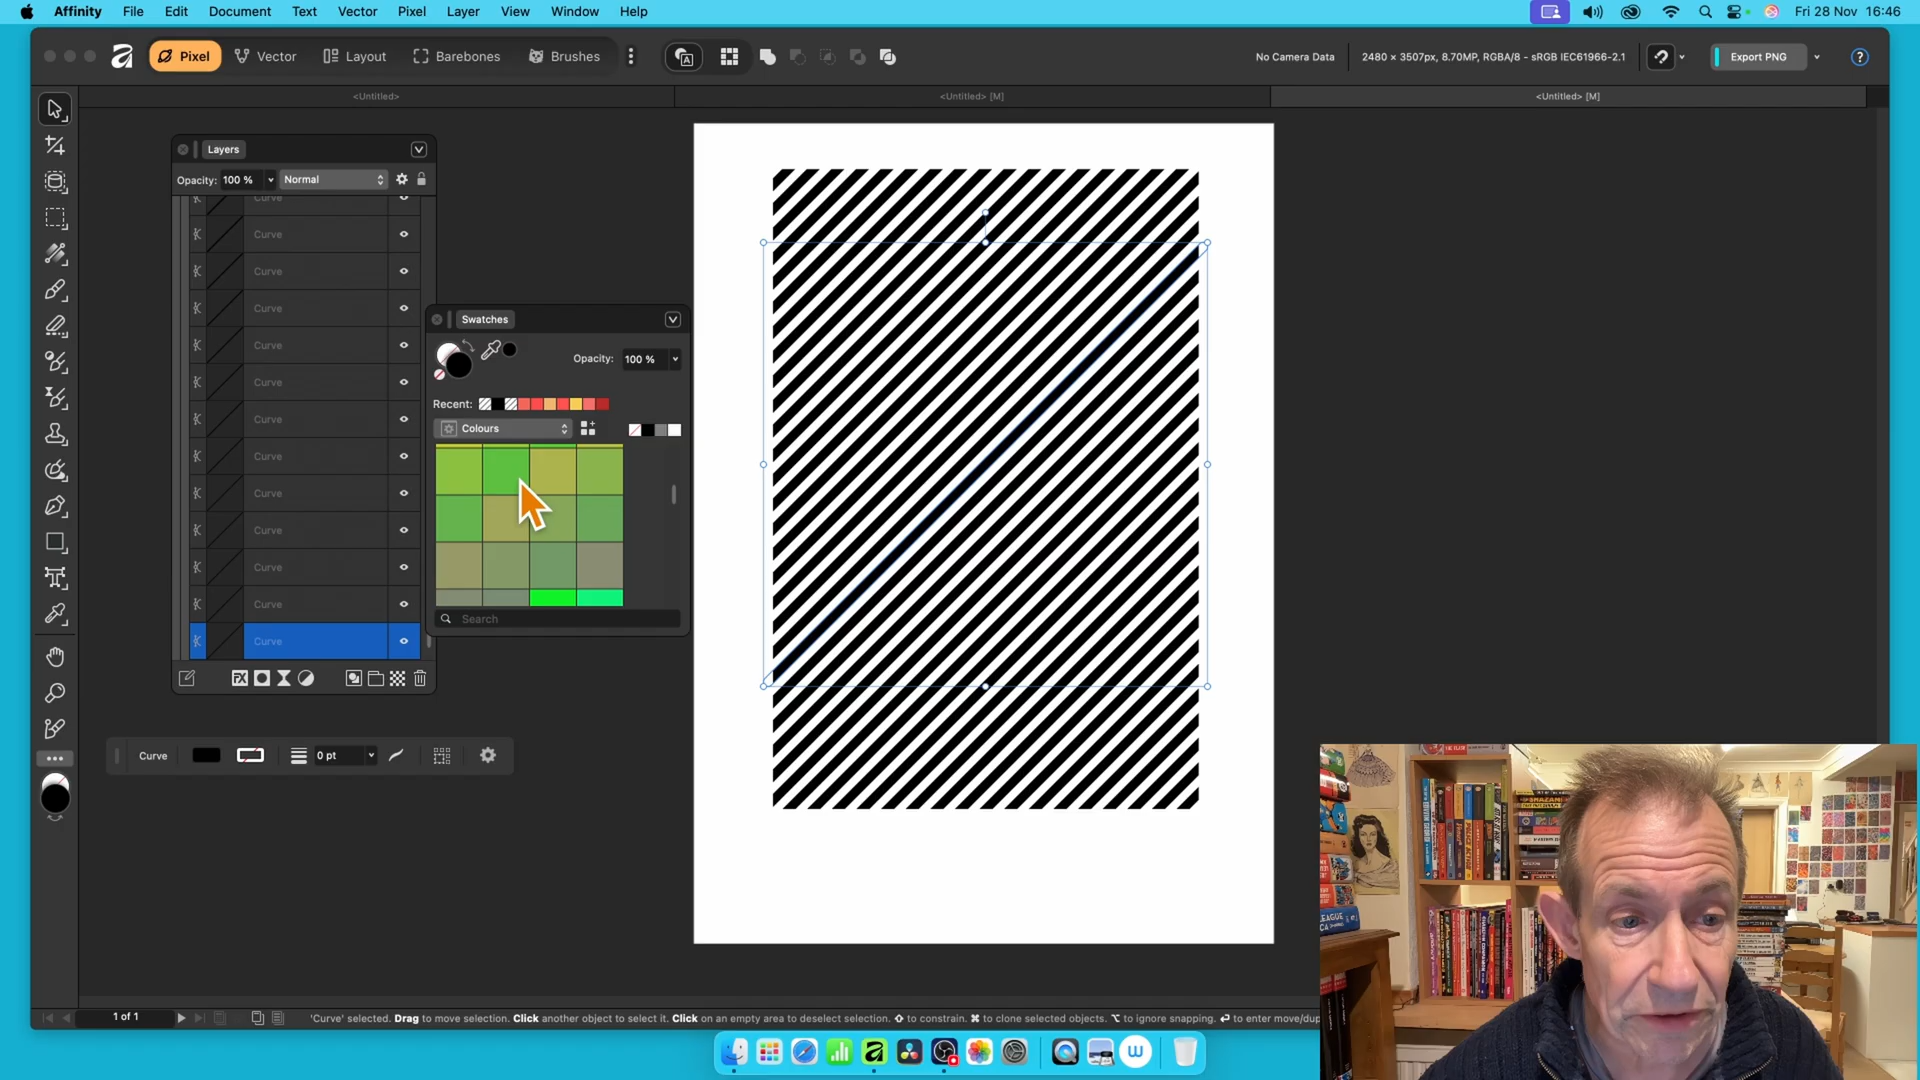 Affinity File Edit Document Text Vector Pixel Layer View Window Help Fri 28 Nov 16:46
Pixel Vector Layout Barebones Brushes A No Camera Data 2480 × 3507px, 8.70MP, RGBA/8 - sRGB IEC61966-2.1 Export PNG ?
<Untitled> <Untitled> [M] <Untitled> [M]
Layers
Opacity: 100 % Normal
Curve
Curve
Curve
Curve
Curve
Curve
Curve
Curve
Curve
Curve
Curve
Curve
Curve
FX
Swatches
Opacity: 100 %
Recent:
Colours
Search
Curve 0 pt
1 of 1 'Curve' selected. Drag to move selection. Click another object to select it. Click on an empty area to deselect selection. ⇧ to constrain. ⌘ to clone selected objects. ⌥ to ignore snapping. ⏎ to enter move/dup
SHAZAM
LEAGUE